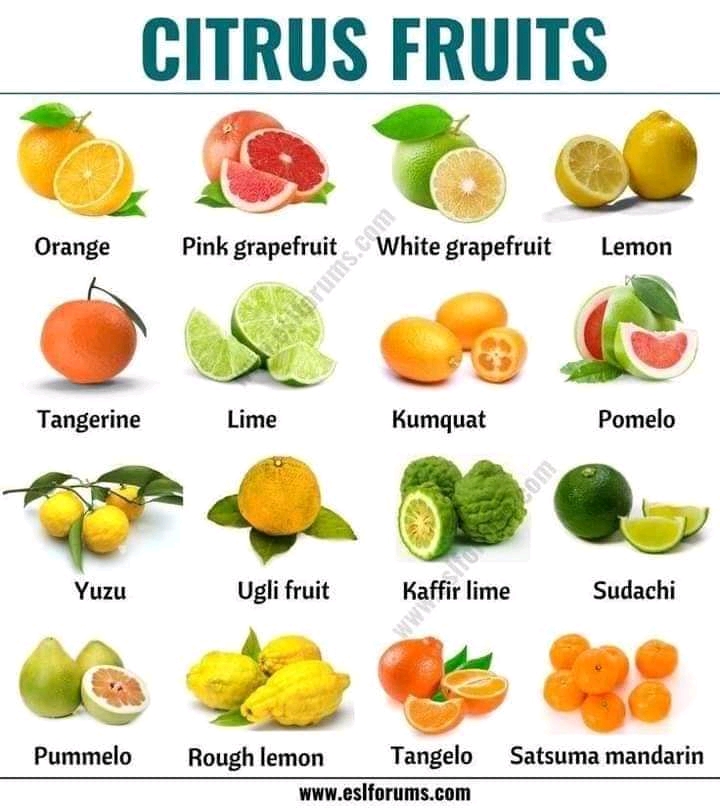 CITRUS FRUITS
Orange Pink grapefruit White grapefruit Lemon
Tangerine Lime Kumquat Pomelo
Yuzu Ugli fruit Kaffir lime Sudachi
Pummelo Rough lemon Tangelo Satsuma mandarin
www.eslforums.com